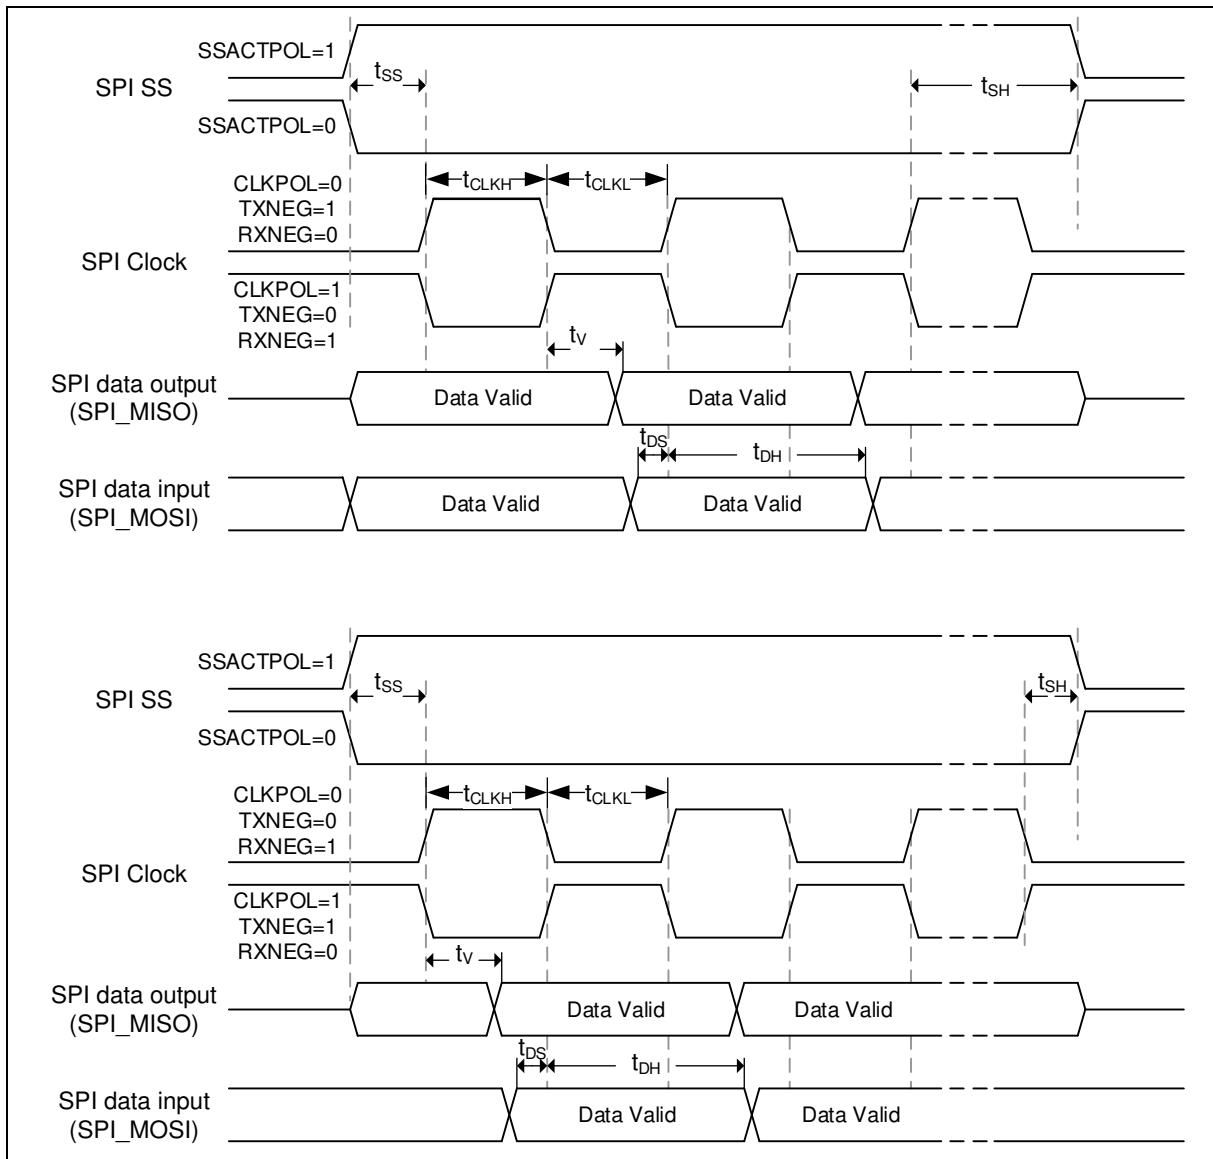 SSACTPOL=1
SPI SS
tSS
tSH
SSACTPOL=0
CLKPOL=0
TXNEG=1
RXNEG=0
tCLKH
tCLKL
SPI Clock
CLKPOL=1
TXNEG=0
RXNEG=1
tV
SPI data output
(SPI_MISO)
Data Valid
Data Valid
tDS
tDH
SPI data input
(SPI_MOSI)
Data Valid
Data Valid
SSACTPOL=1
SPI SS
tSS
tSH
SSACTPOL=0
CLKPOL=0
TXNEG=0
RXNEG=1
tCLKH
tCLKL
SPI Clock
CLKPOL=1
TXNEG=1
RXNEG=0
tV
SPI data output
(SPI_MISO)
Data Valid
Data Valid
tDS
tDH
SPI data input
(SPI_MOSI)
Data Valid
Data Valid